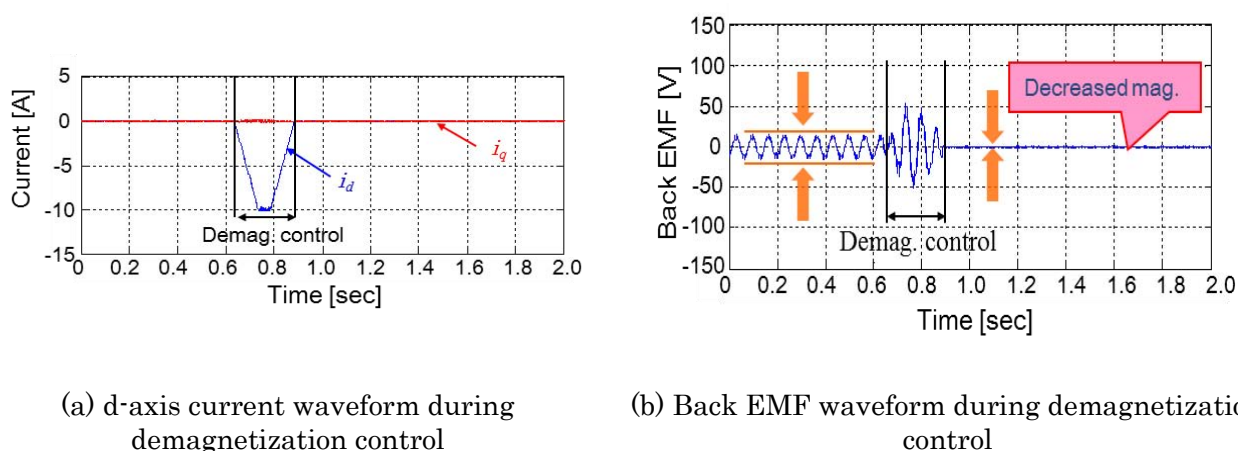 5
0
-5
-10
-15
Current [A]
i_q
i_d
Demag. control
0 0.2 0.4 0.6 0.8 1.0 1.2 1.4 1.6 1.8 2.0
Time [sec]
150
100
50
0
-50
-100
-150
Back EMF [V]
Decreased mag.
Demag. control
0 0.2 0.4 0.6 0.8 1.0 1.2 1.4 1.6 1.8 2.0
Time [sec]
(a) d-axis current waveform during
demagnetization control
(b) Back EMF waveform during demagnetizatio
control